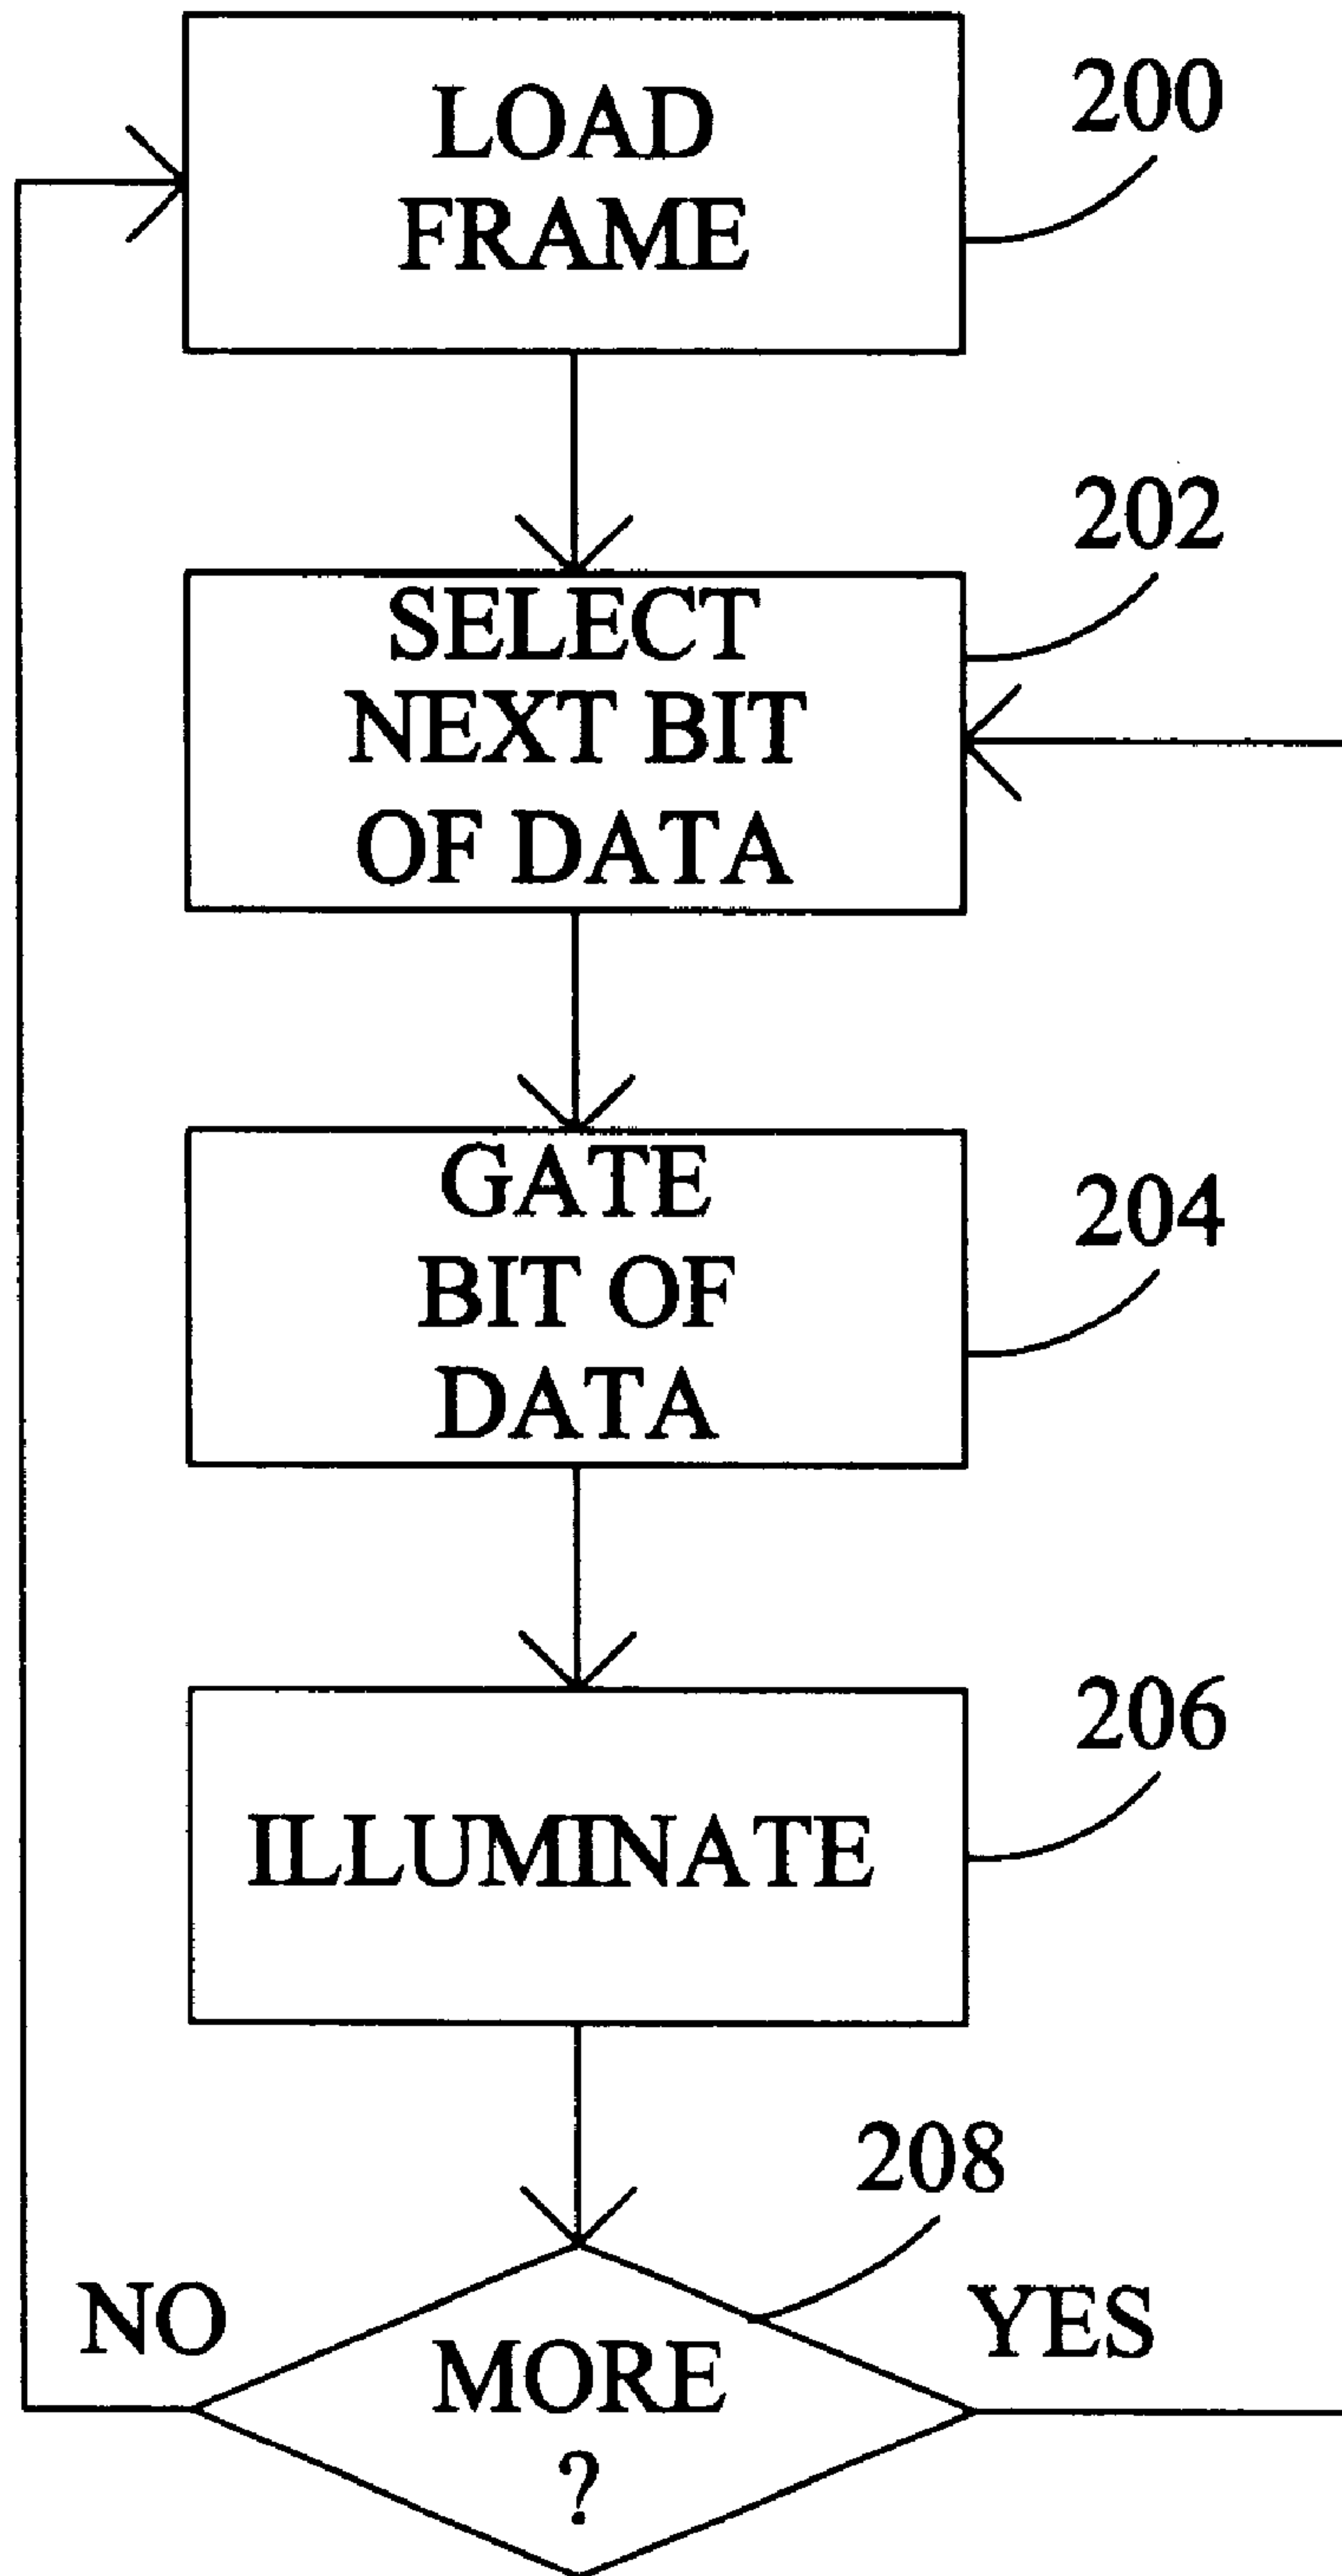 LOAD
FRAME
200
SELECT
NEXT BIT
OF DATA
202
GATE
BIT OF
DATA
204
ILLUMINATE
206
208
NO
MORE
?
YES